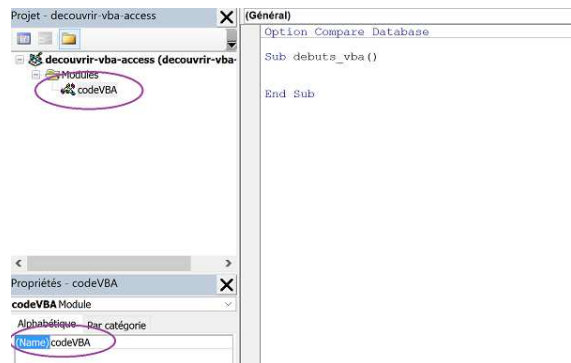 Projet - decouvrir-vba-access
decouvrir-vba-access (decouvrir-vba-
Modules
codeVBA
Propriétés - codeVBA
codeVBA Module
Alphabétique Par catégorie
(Name) codeVBA
(Général)
Option Compare Database
Sub debuts_vba()
End Sub